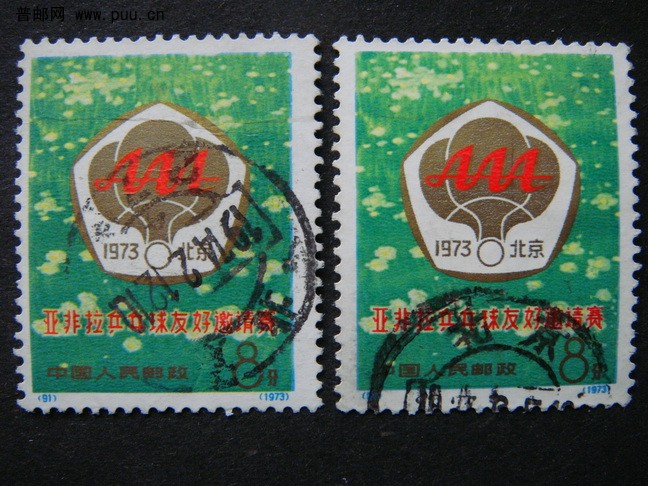 普邮网 www.puu.cn
AAA
1973 北京
亚非拉乒乓球友好邀请赛
8分
中国人民邮政
(91) (1973)
AAA
1973 北京
亚非拉乒乓球友好邀请赛
8分
中国人民邮政
(1973)
北京